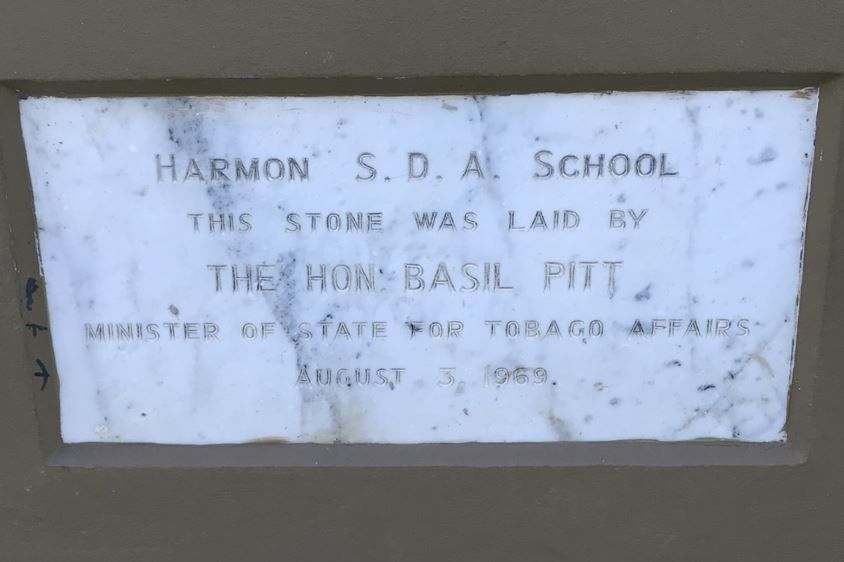 HARMON S. D. A. SCHOOL
THIS STONE WAS LAID BY
THE HON. BASIL PITT
MINISTER OF STATE FOR TOBAGO AFFAIRS
AUGUST 3, 1969.